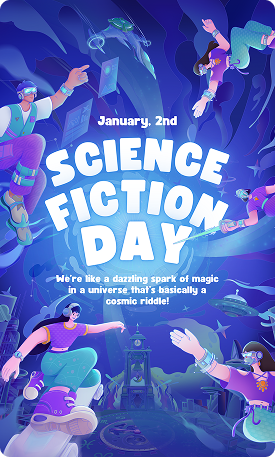 January, 2nd
SCIENCE
FICTION
DAY
We're like a dazzling spark of magic
in a universe that's basically a
cosmic riddle!